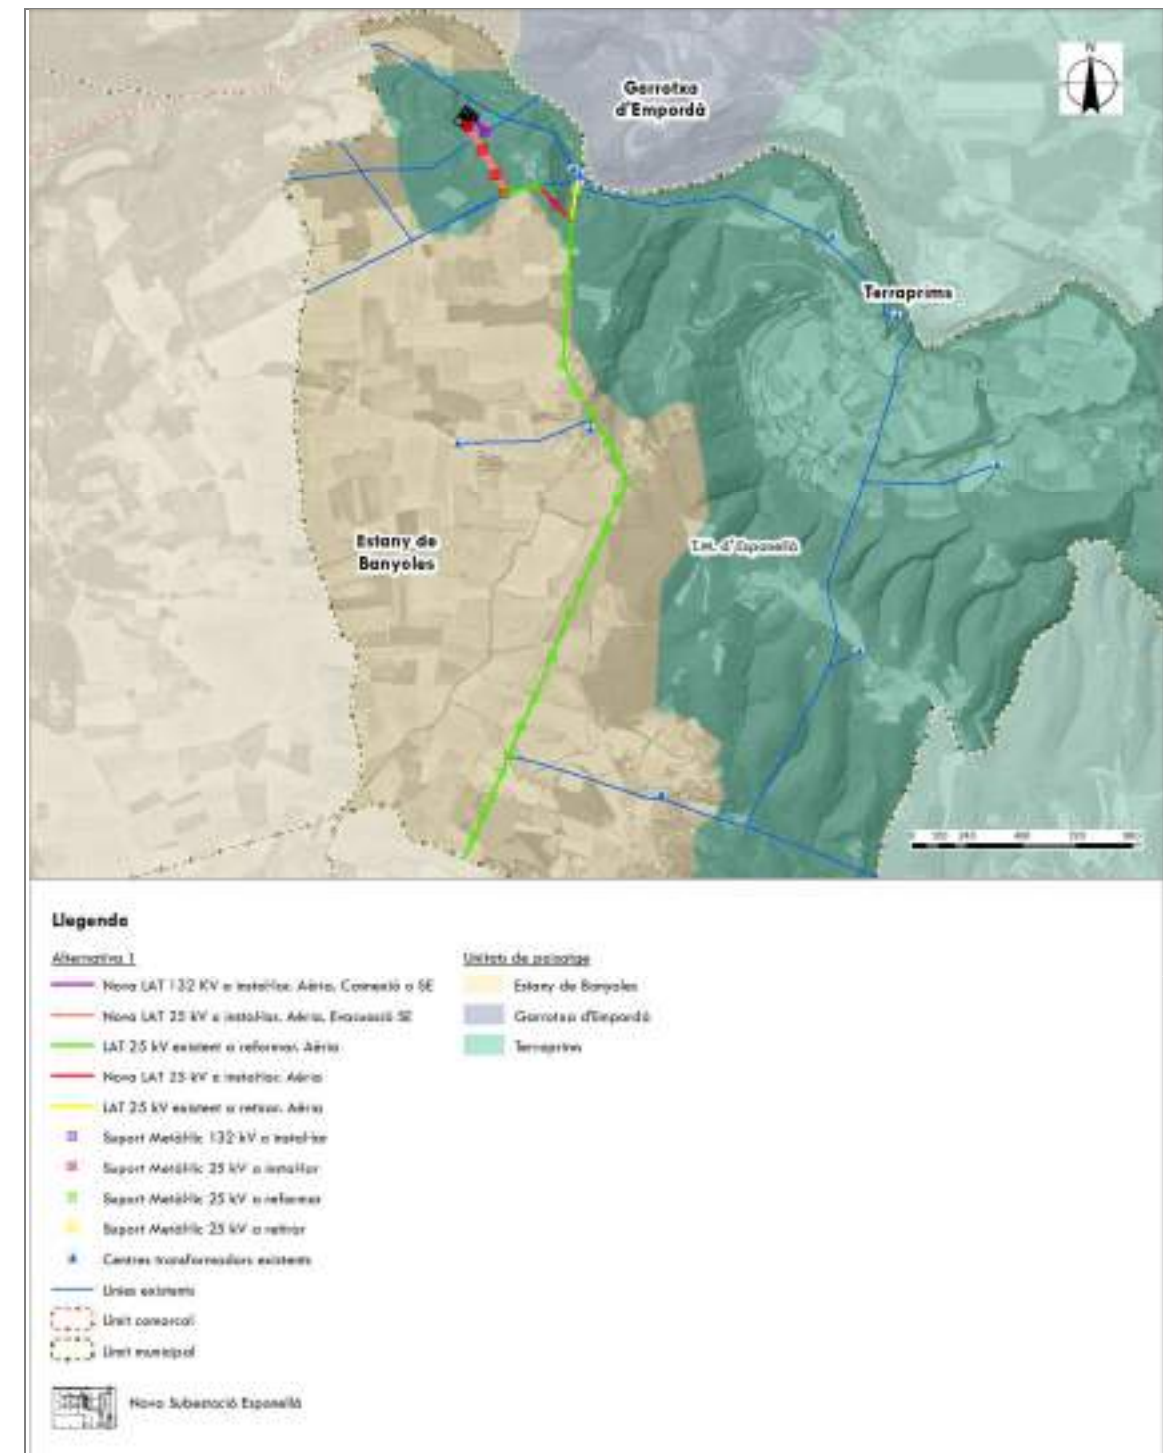 N
Garrotxa
d'Empordà
Terraprims
Estany de
Banyoles
T.M. d'Esponellà
Llegenda
Alternativa 1
Nova LAT 132 KV a instal·lar. Aèria. Connexió a SE
Nova LAT 25 kV a instal·lar. Aèria. Evacuació SE
LAT 25 kV existent a reformar. Aèria
Nova LAT 25 kV a instal·lar. Aèria
LAT 25 kV existent a retirar. Aèria
Suport Metàl·lic 132 kV a instal·lar
Suport Metàl·lic 25 kV a instal·lar
Suport Metàl·lic 25 kV a reformar
Suport Metàl·lic 25 kV a retirar
Centres transformadors existents
Línies existents
Límit comarcal
Límit municipal
Nova Subestació Esponellà
Unitats de paisatge
Estany de Banyoles
Garrotxa d'Empordà
Terraprims